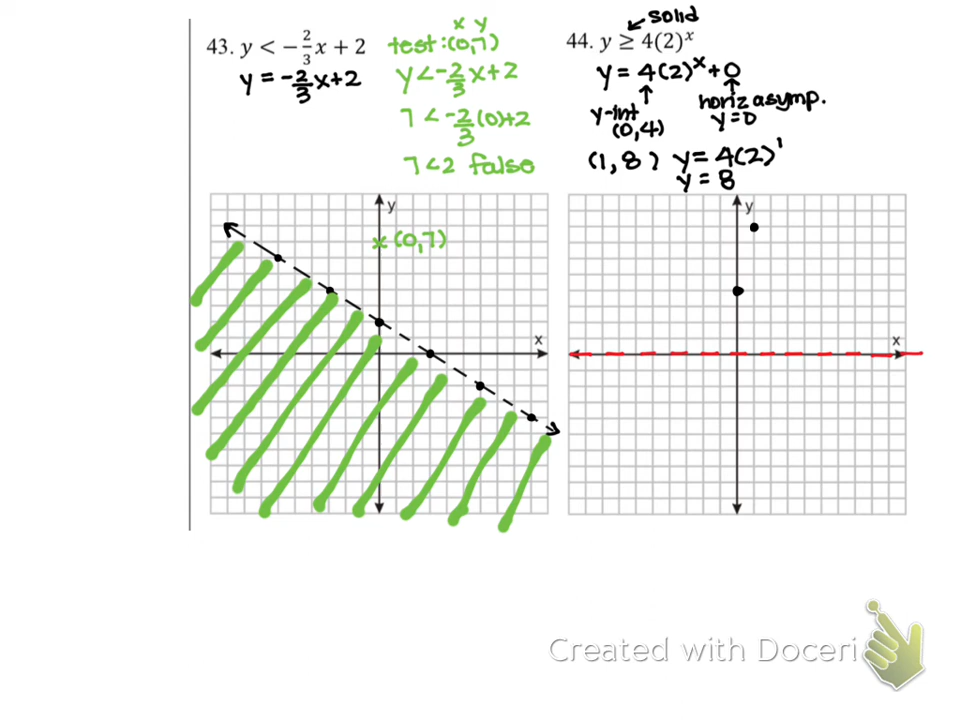 43. y < -2/3x + 2
y = -2/3x+2
x y
test:(0,7)
y<-2/3x+2
7 < -2/3(0)+2
7<2 false
x (0,7)
y
x
solid
44. y ≥ 4(2)ˣ
y = 4(2)ˣ+0
y-int
(0,4)
horiz asymp.
y=0
(1, 8) y= 4(2)¹
y = 8
y
x
Created with Doceri